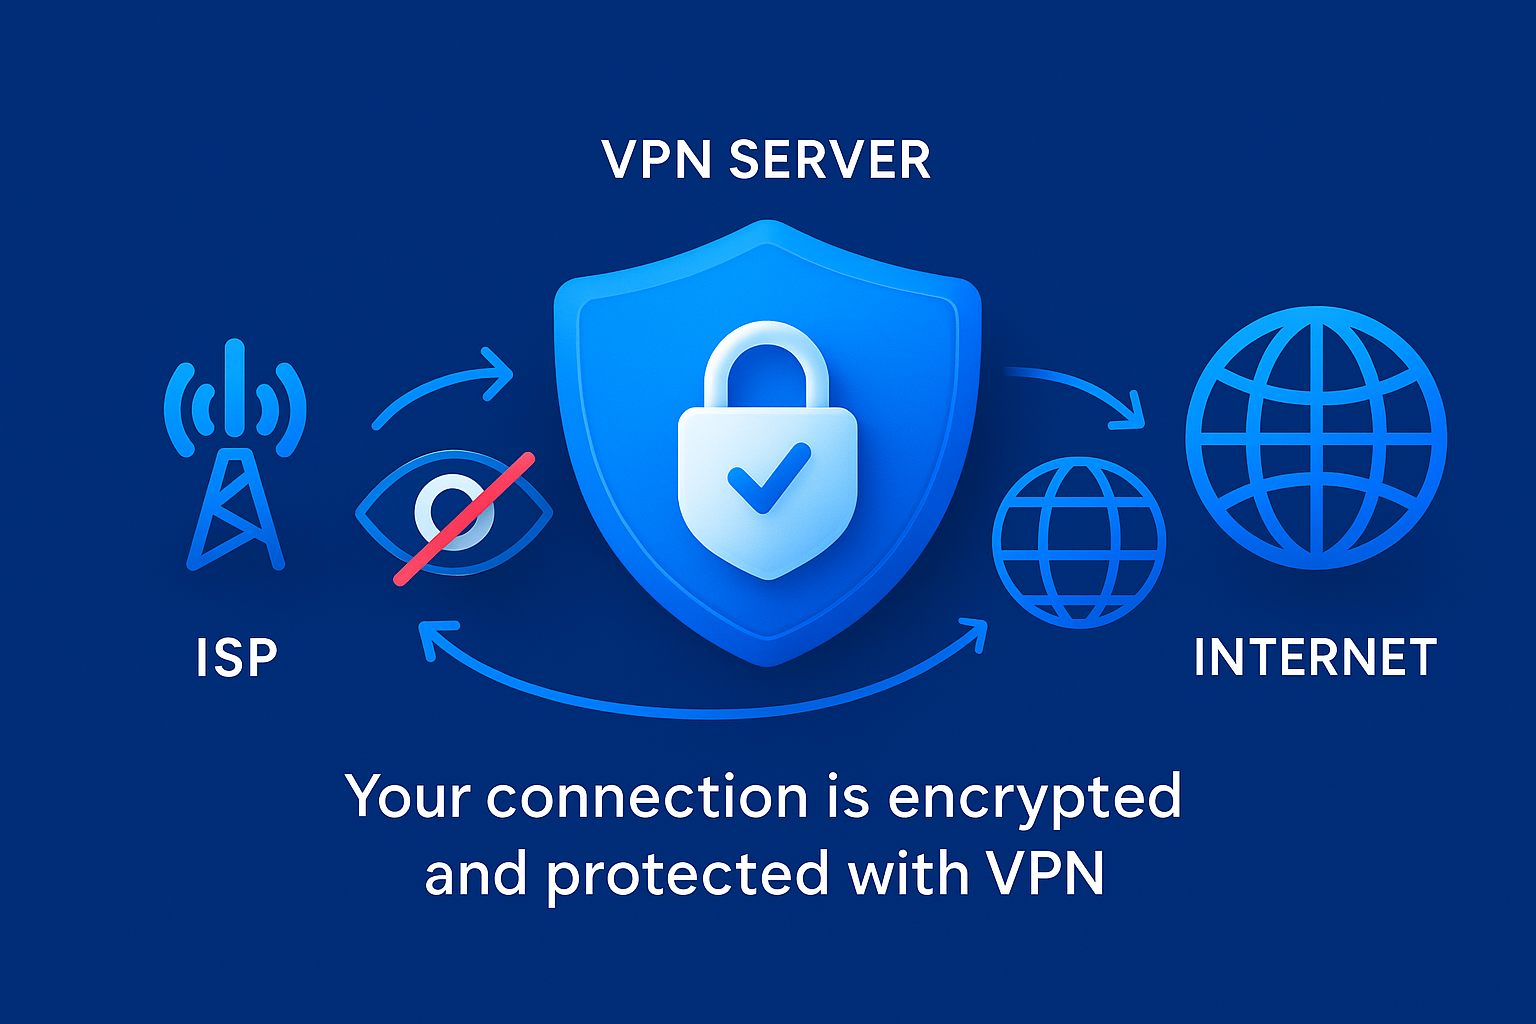 VPN SERVER
ISP
INTERNET
Your connection is encrypted
and protected with VPN